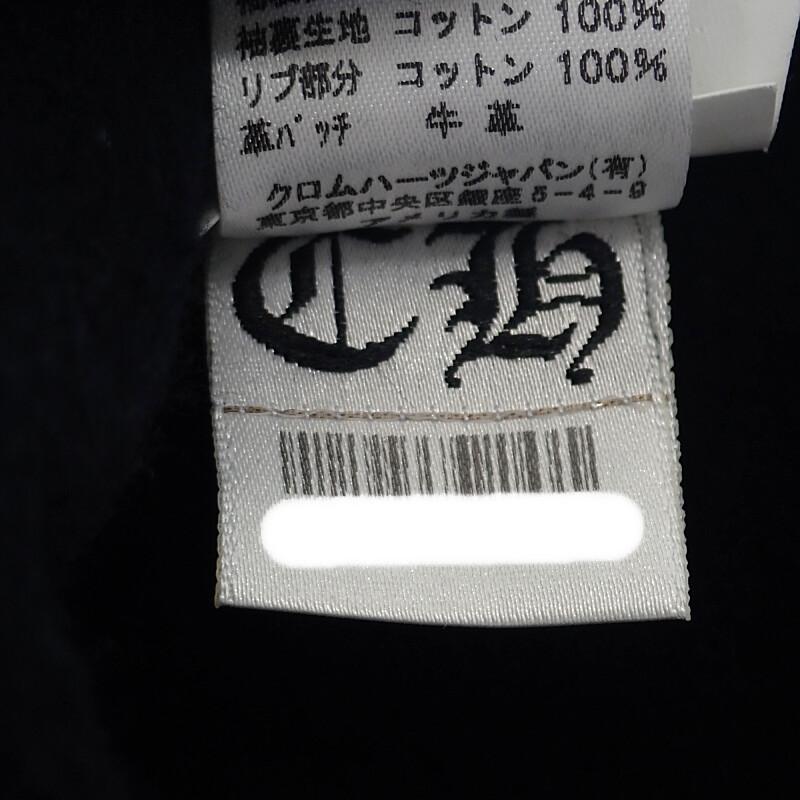 袖裏生地 コットン 100%
リブ部分 コットン 100%
革パッチ 牛革
クロムハーツジャパン(有)
東京都中央区銀座5-4-9
アメリカ製
CH